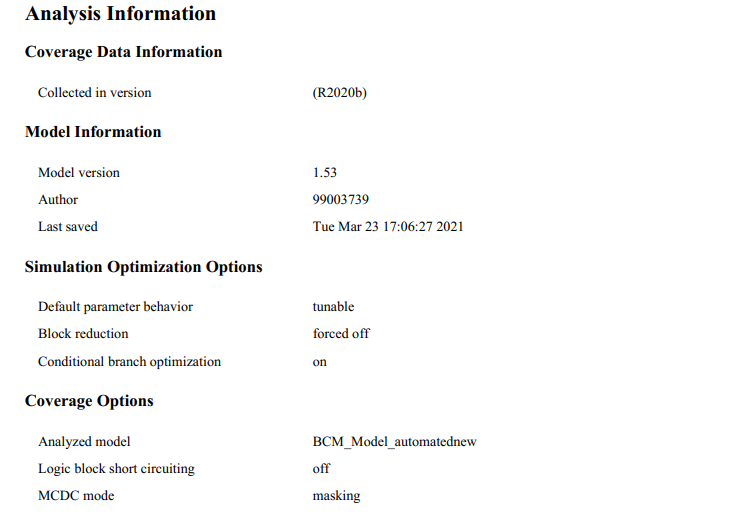 Analysis Information
Coverage Data Information
Collected in version (R2020b)
Model Information
Model version 1.53
Author 99003739
Last saved Tue Mar 23 17:06:27 2021
Simulation Optimization Options
Default parameter behavior tunable
Block reduction forced off
Conditional branch optimization on
Coverage Options
Analyzed model BCM_Model_automatednew
Logic block short circuiting off
MCDC mode masking